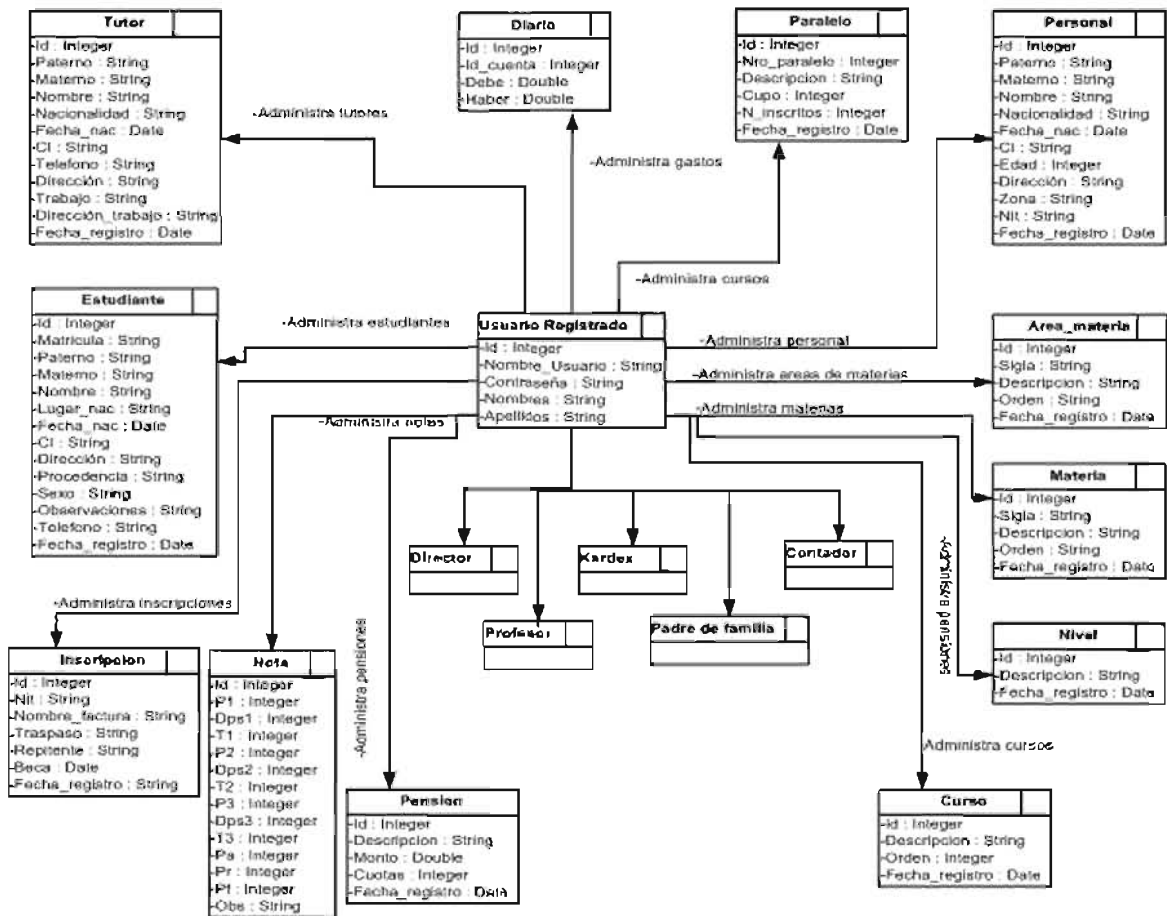 Tutor
-Id : Integer
-Paterno : String
-Materno : String
-Nombre : String
-Nacionalidad : String
-Fecha_nac : Date
-CI : String
-Telefono : String
-Dirección : String
-Trabajo : String
-Dirección_trabajo : String
-Fecha_registro : Date
Diario
-Id : Integer
-Id_cuenta : Integer
-Debe : Double
-Haber : Double
Paralelo
-Id : Integer
-Nro_paralelo : Integer
-Descripcion : String
-Cupo : Integer
-N_inscritos : Integer
-Fecha_registro : Date
Personal
-Id : Integer
-Paterno : String
-Materno : String
-Nombre : String
-Nacionalidad : String
-Fecha_nac : Date
-CI : String
-Edad : Integer
-Dirección : String
-Zona : String
-Nit : String
-Fecha_registro : Date
-Administra tutores
-Administra gastos
-Administra cursos
Estudiante
-Id : Integer
-Matricula : String
-Paterno : String
-Materno : String
-Nombre : String
-Lugar_nac : String
-Fecha_nac : Date
-CI : String
-Dirección : String
-Procedencia : String
-Sexo : String
-Observaciones : String
-Telefono : String
-Fecha_registro : Date
-Administra estudiantes
Usuario Registrado
-Id : Integer
-Nombre_Usuario : String
-Contraseña : String
-Nombres : String
-Apellidos : String
-Administra personal
-Administra areas de materias
-Administra materias
Area_materia
-Id : Integer
-Sigla : String
-Descripcion : String
-Orden : String
-Fecha_registro : Date
-Administra notas
Materia
-Id : Integer
-Sigla : String
-Descripcion : String
-Orden : String
-Fecha_registro : Date
Director
Kardex
Contador
Profesor
Padre de familia
-Administra pensiones
Nivel
-Id : Integer
-Descripcion : String
-Fecha_registro : Date
-Administra inscripciones
Inscripcion
-Id : Integer
-Nit : String
-Nombre_factura : String
-Traspaso : String
-Repitente : String
-Beca : Date
-Fecha_registro : String
Nota
-Id : Integer
-P1 : Integer
-Dps1 : Integer
-T1 : Integer
-P2 : Integer
-Dps2 : Integer
-T2 : Integer
-P3 : Integer
-Dps3 : Integer
-T3 : Integer
-Pa : Integer
-Pr : Integer
-Pf : Integer
-Obs : String
-Administra pensiones
Pension
-Id : Integer
-Descripcion : String
-Monto : Double
-Cuotas : Integer
-Fecha_registro : Date
Administra cursos
Curso
-Id : Integer
-Descripcion : String
-Orden : Integer
-Fecha_registro : Date